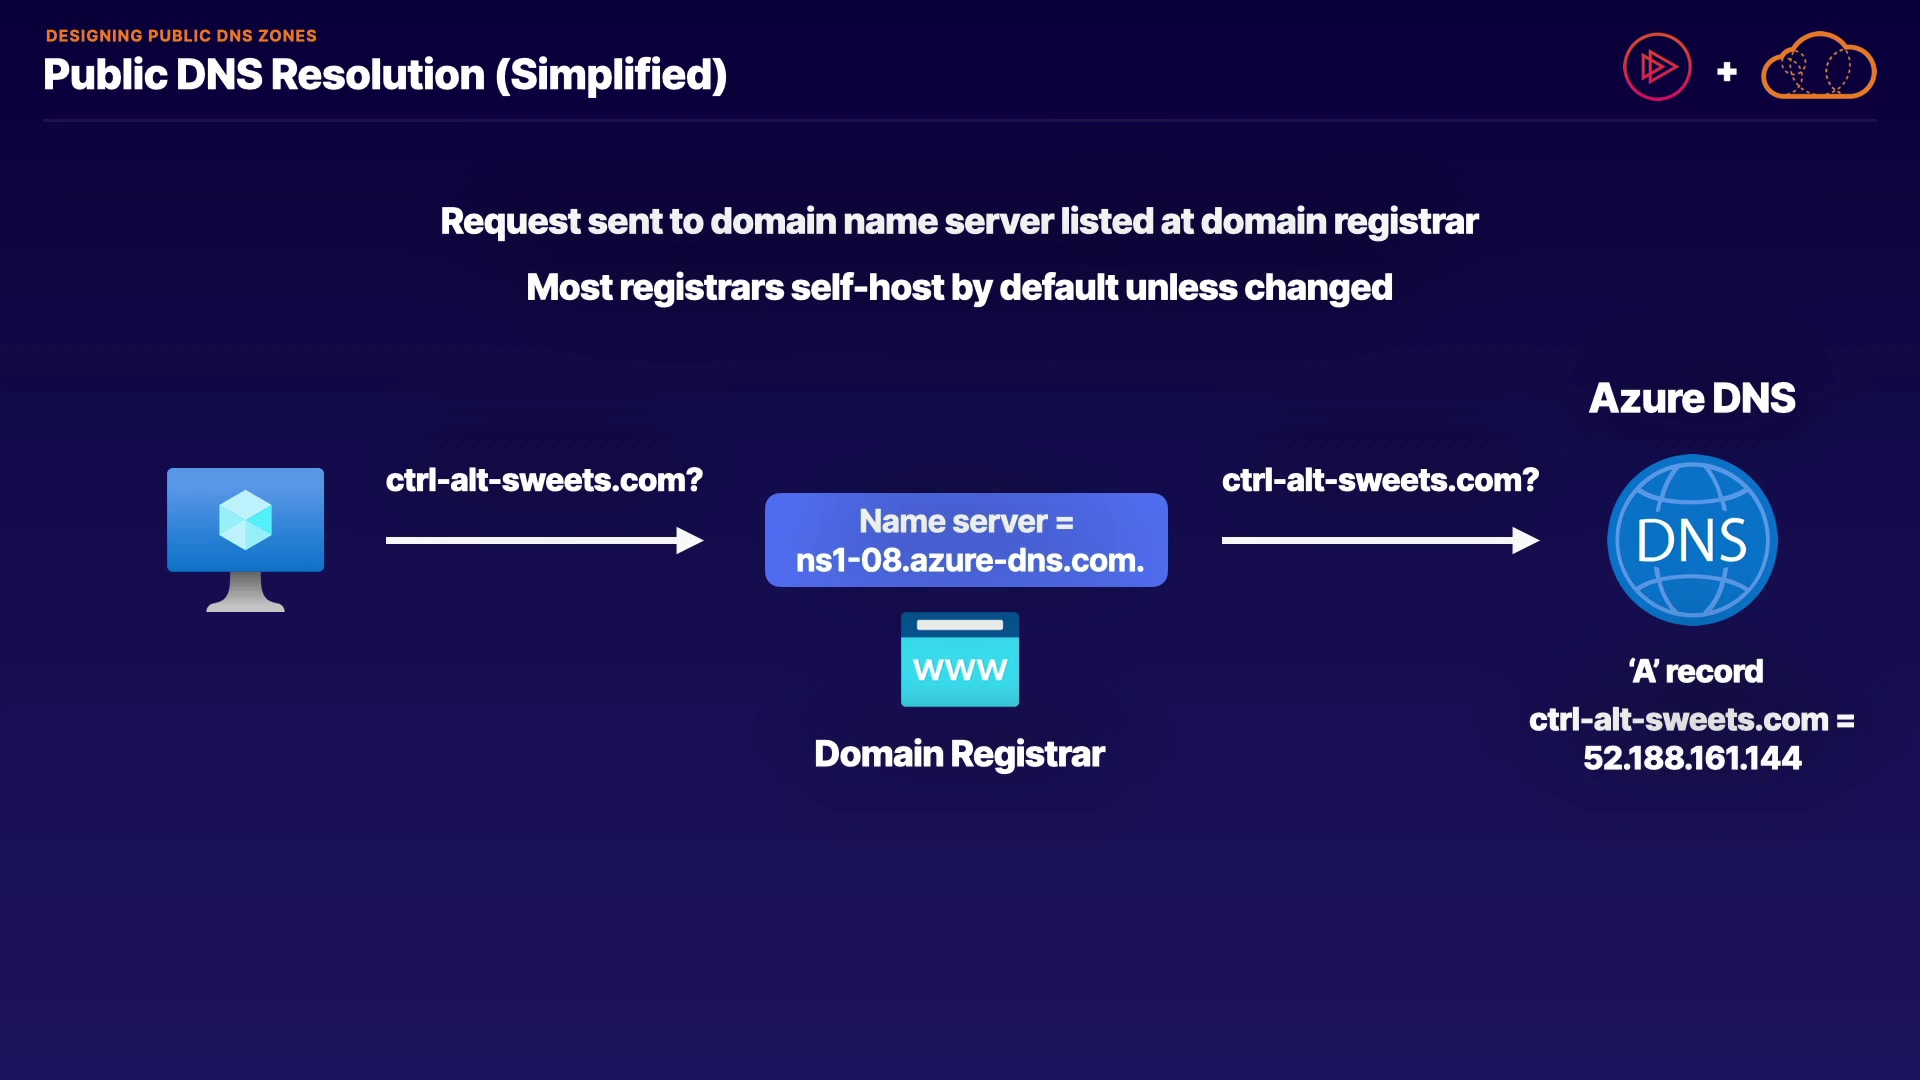 DESIGNING PUBLIC DNS ZONES
Public DNS Resolution (Simplified)
+
Request sent to domain name server listed at domain registrar
Most registrars self-host by default unless changed
ctrl-alt-sweets.com?
Name server =
ns1-08.azure-dns.com.
www
Domain Registrar
ctrl-alt-sweets.com?
Azure DNS
DNS
‘A’ record
ctrl-alt-sweets.com =
52.188.161.144